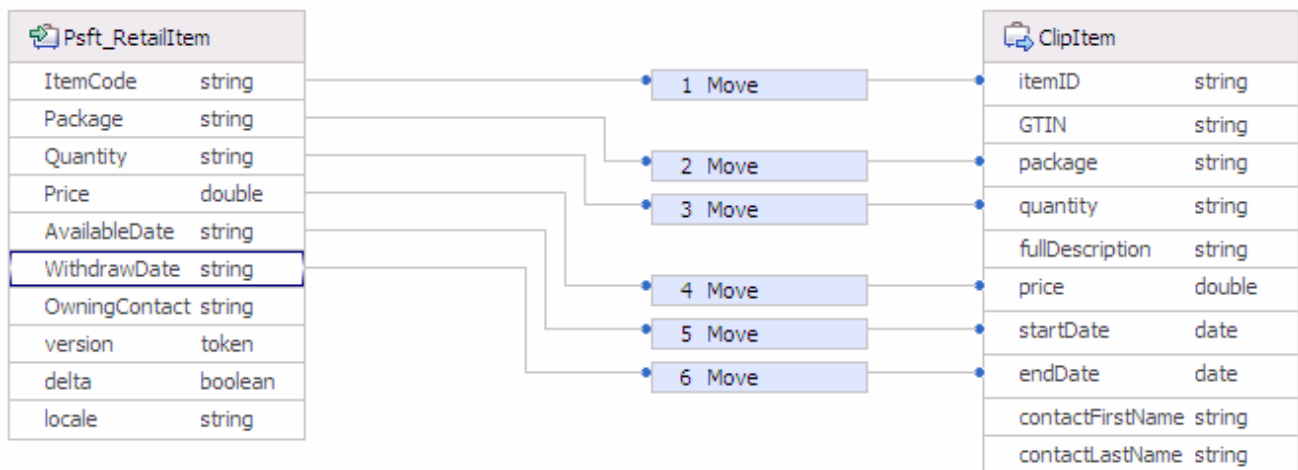 Psft_RetailItem
ItemCode string
Package string
Quantity string
Price double
AvailableDate string
WithdrawDate string
OwningContact string
version token
delta boolean
locale string
1 Move
2 Move
3 Move
4 Move
5 Move
6 Move
ClipItem
itemID string
GTIN string
package string
quantity string
fullDescription string
price double
startDate date
endDate date
contactFirstName string
contactLastName string